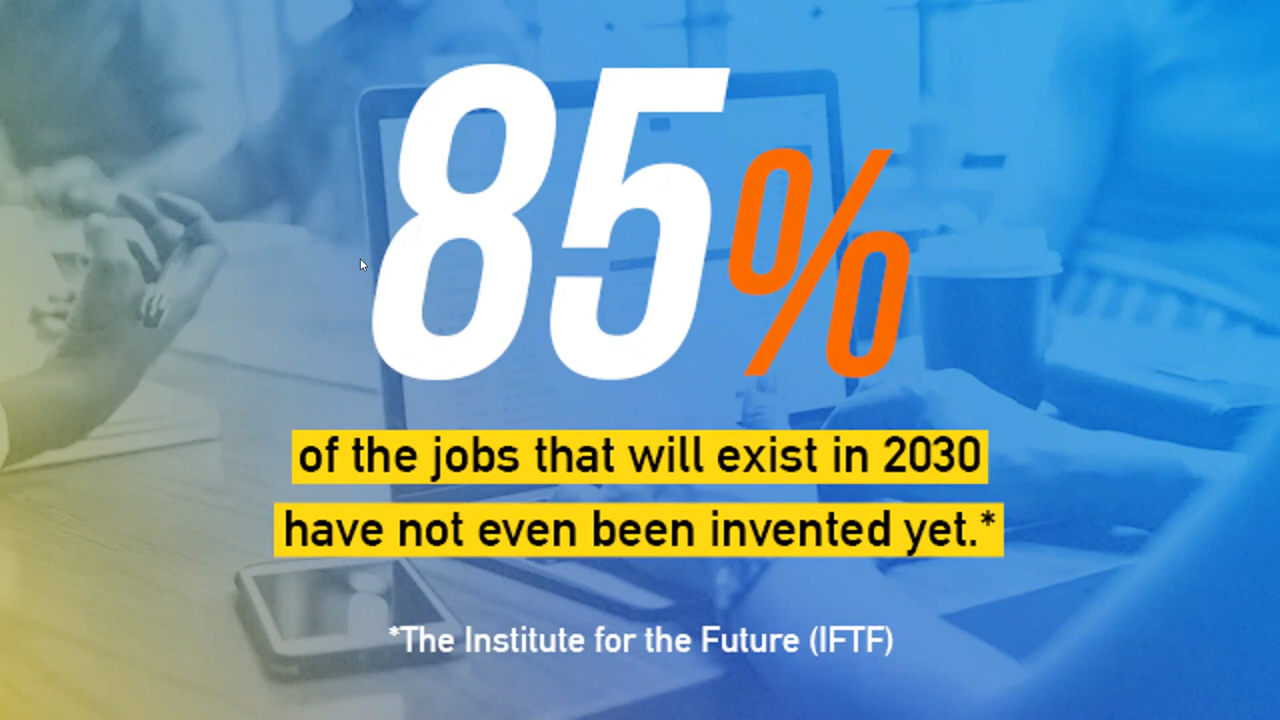 85%
of the jobs that will exist in 2030
have not even been invented yet.*
*The Institute for the Future (IFTF)